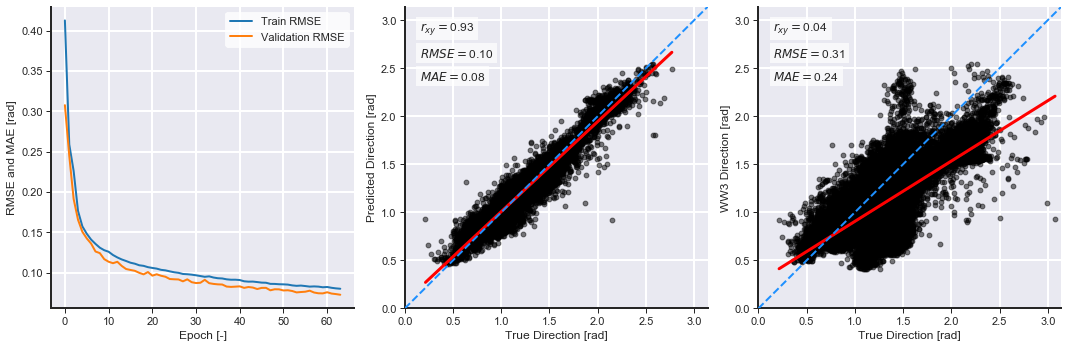 RMSE and MAE [rad]
0.40
0.35
0.30
0.25
0.20
0.15
0.10
Train RMSE
Validation RMSE
0 10 20 30 40 50 60
Epoch [-]
Predicted Direction [rad]
3.0
2.5
2.0
1.5
1.0
0.5
0.0
r_xy = 0.93
RMSE = 0.10
MAE = 0.08
0.0 0.5 1.0 1.5 2.0 2.5 3.0
True Direction [rad]
WW3 Direction [rad]
3.0
2.5
2.0
1.5
1.0
0.5
0.0
r_xy = 0.04
RMSE = 0.31
MAE = 0.24
0.0 0.5 1.0 1.5 2.0 2.5 3.0
True Direction [rad]